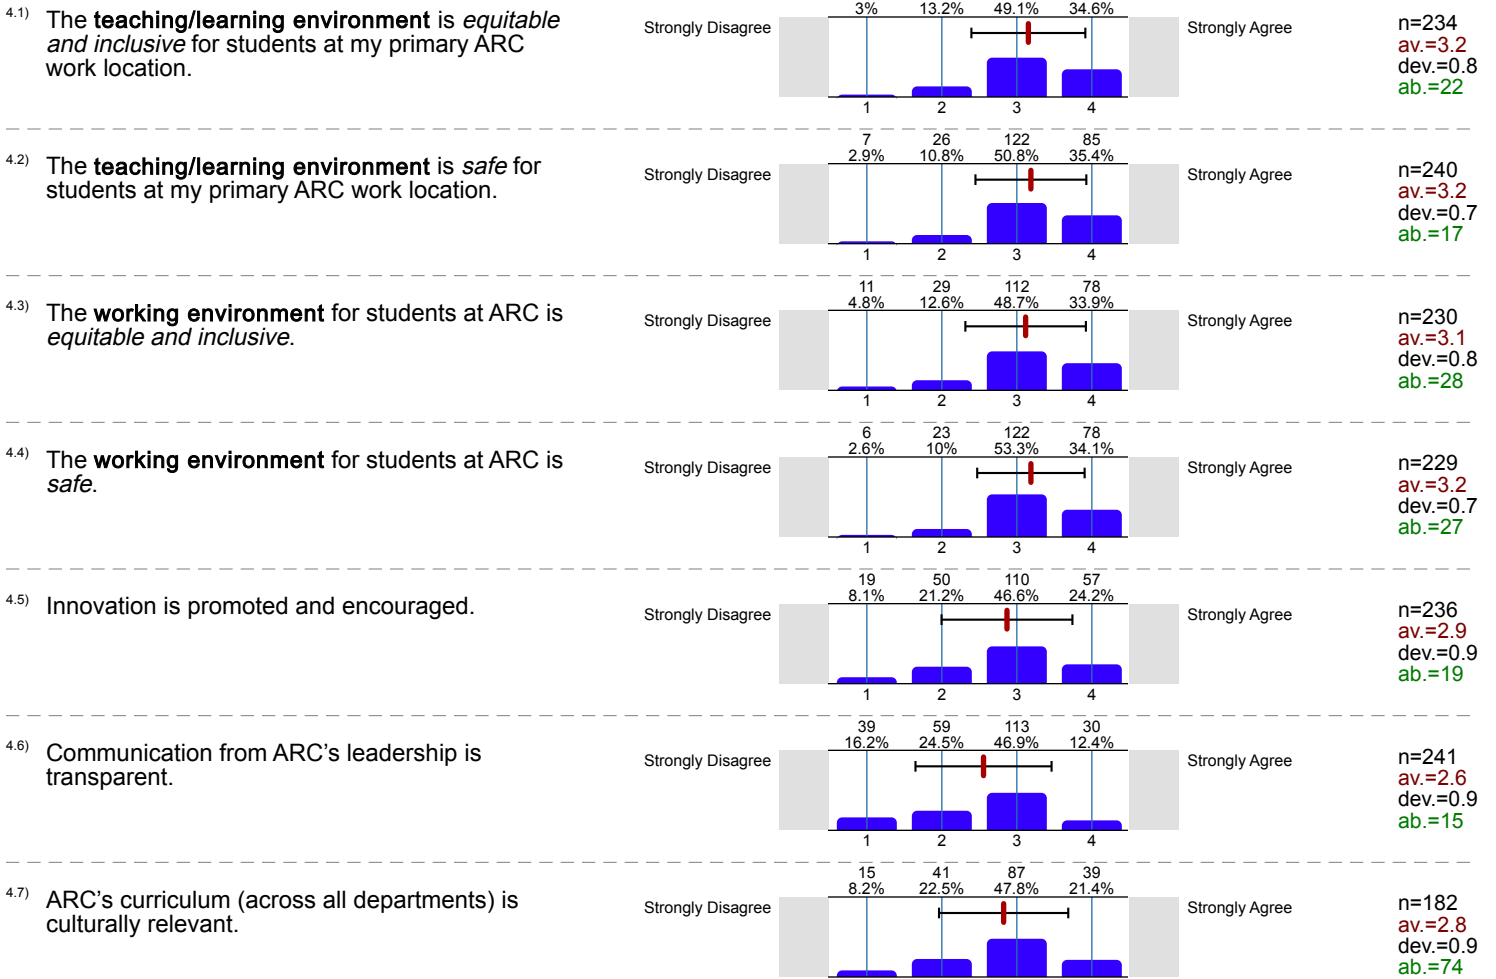 3% 13.2% 49.1% 34.6%
4.1) The teaching/learning environment is equitable
and inclusive for students at my primary ARC
work location.
Strongly Disagree Strongly Agree
n=234
av.=3.2
dev.=0.8
ab.=22
1 2 3 4
7 26 122 85
2.9% 10.8% 50.8% 35.4%
4.2) The teaching/learning environment is safe for
students at my primary ARC work location.
Strongly Disagree Strongly Agree
n=240
av.=3.2
dev.=0.7
ab.=17
1 2 3 4
11 29 112 78
4.8% 12.6% 48.7% 33.9%
4.3) The working environment for students at ARC is
equitable and inclusive.
Strongly Disagree Strongly Agree
n=230
av.=3.1
dev.=0.8
ab.=28
1 2 3 4
6 23 122 78
2.6% 10% 53.3% 34.1%
4.4) The working environment for students at ARC is
safe.
Strongly Disagree Strongly Agree
n=229
av.=3.2
dev.=0.7
ab.=27
1 2 3 4
19 50 110 57
8.1% 21.2% 46.6% 24.2%
4.5) Innovation is promoted and encouraged.
Strongly Disagree Strongly Agree
n=236
av.=2.9
dev.=0.9
ab.=19
1 2 3 4
39 59 113 30
16.2% 24.5% 46.9% 12.4%
4.6) Communication from ARC’s leadership is
transparent.
Strongly Disagree Strongly Agree
n=241
av.=2.6
dev.=0.9
ab.=15
1 2 3 4
15 41 87 39
8.2% 22.5% 47.8% 21.4%
4.7) ARC’s curriculum (across all departments) is
culturally relevant.
Strongly Disagree Strongly Agree
n=182
av.=2.8
dev.=0.9
ab.=74